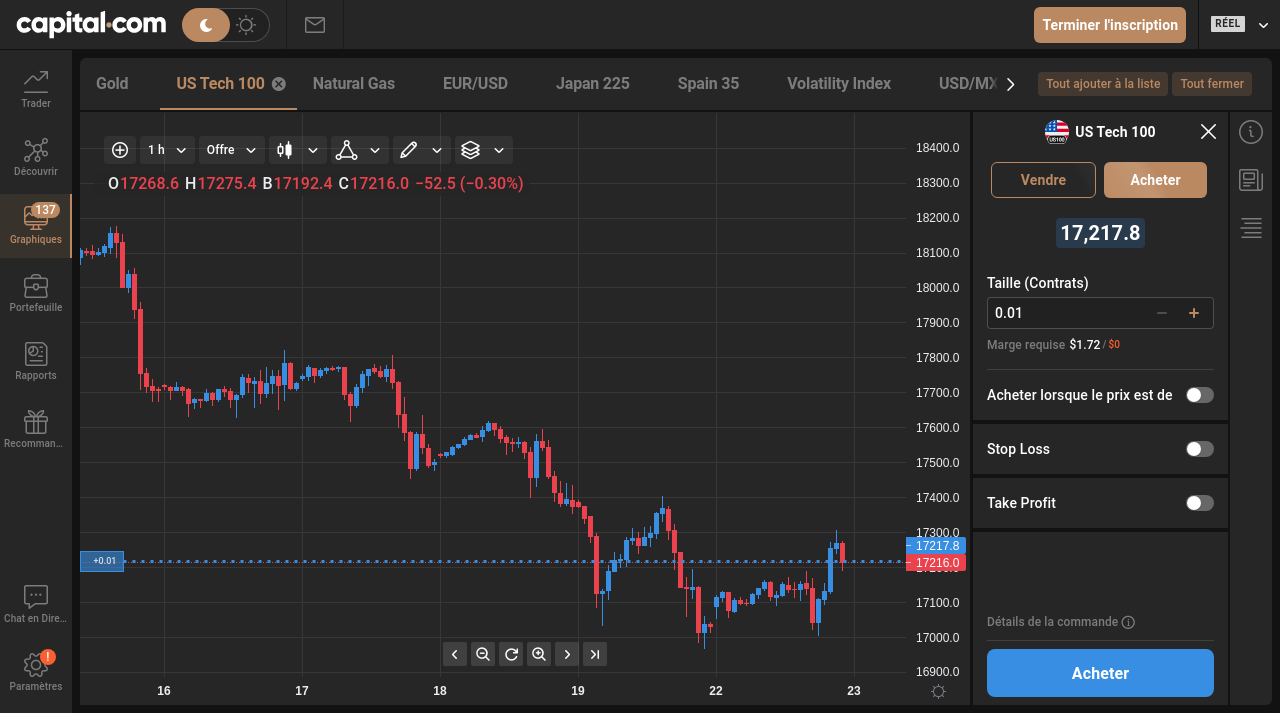 capital.com
Terminer l'inscription
RÉEL
Trader
Découvrir
137
Graphiques
Portefeuille
Rapports
Recomman...
Chat en Dire...
!
Paramètres
Gold
US Tech 100
Natural Gas
EUR/USD
Japan 225
Spain 35
Volatility Index
USD/MX
Tout ajouter à la liste
Tout fermer
1 h
Offre
O17268.6 H17275.4 B17192.4 C17216.0 −52.5 (−0.30%)
18400.0
18300.0
18200.0
18100.0
18000.0
17900.0
17800.0
17700.0
17600.0
17500.0
17400.0
17300.0
17217.8
17216.0
17100.0
17000.0
16900.0
+0.01
16
17
18
19
22
23
US100
US Tech 100
Vendre
Acheter
17,217.8
Taille (Contrats)
0.01
Marge requise $1.72 / $0
Acheter lorsque le prix est de
Stop Loss
Take Profit
Détails de la commande
Acheter